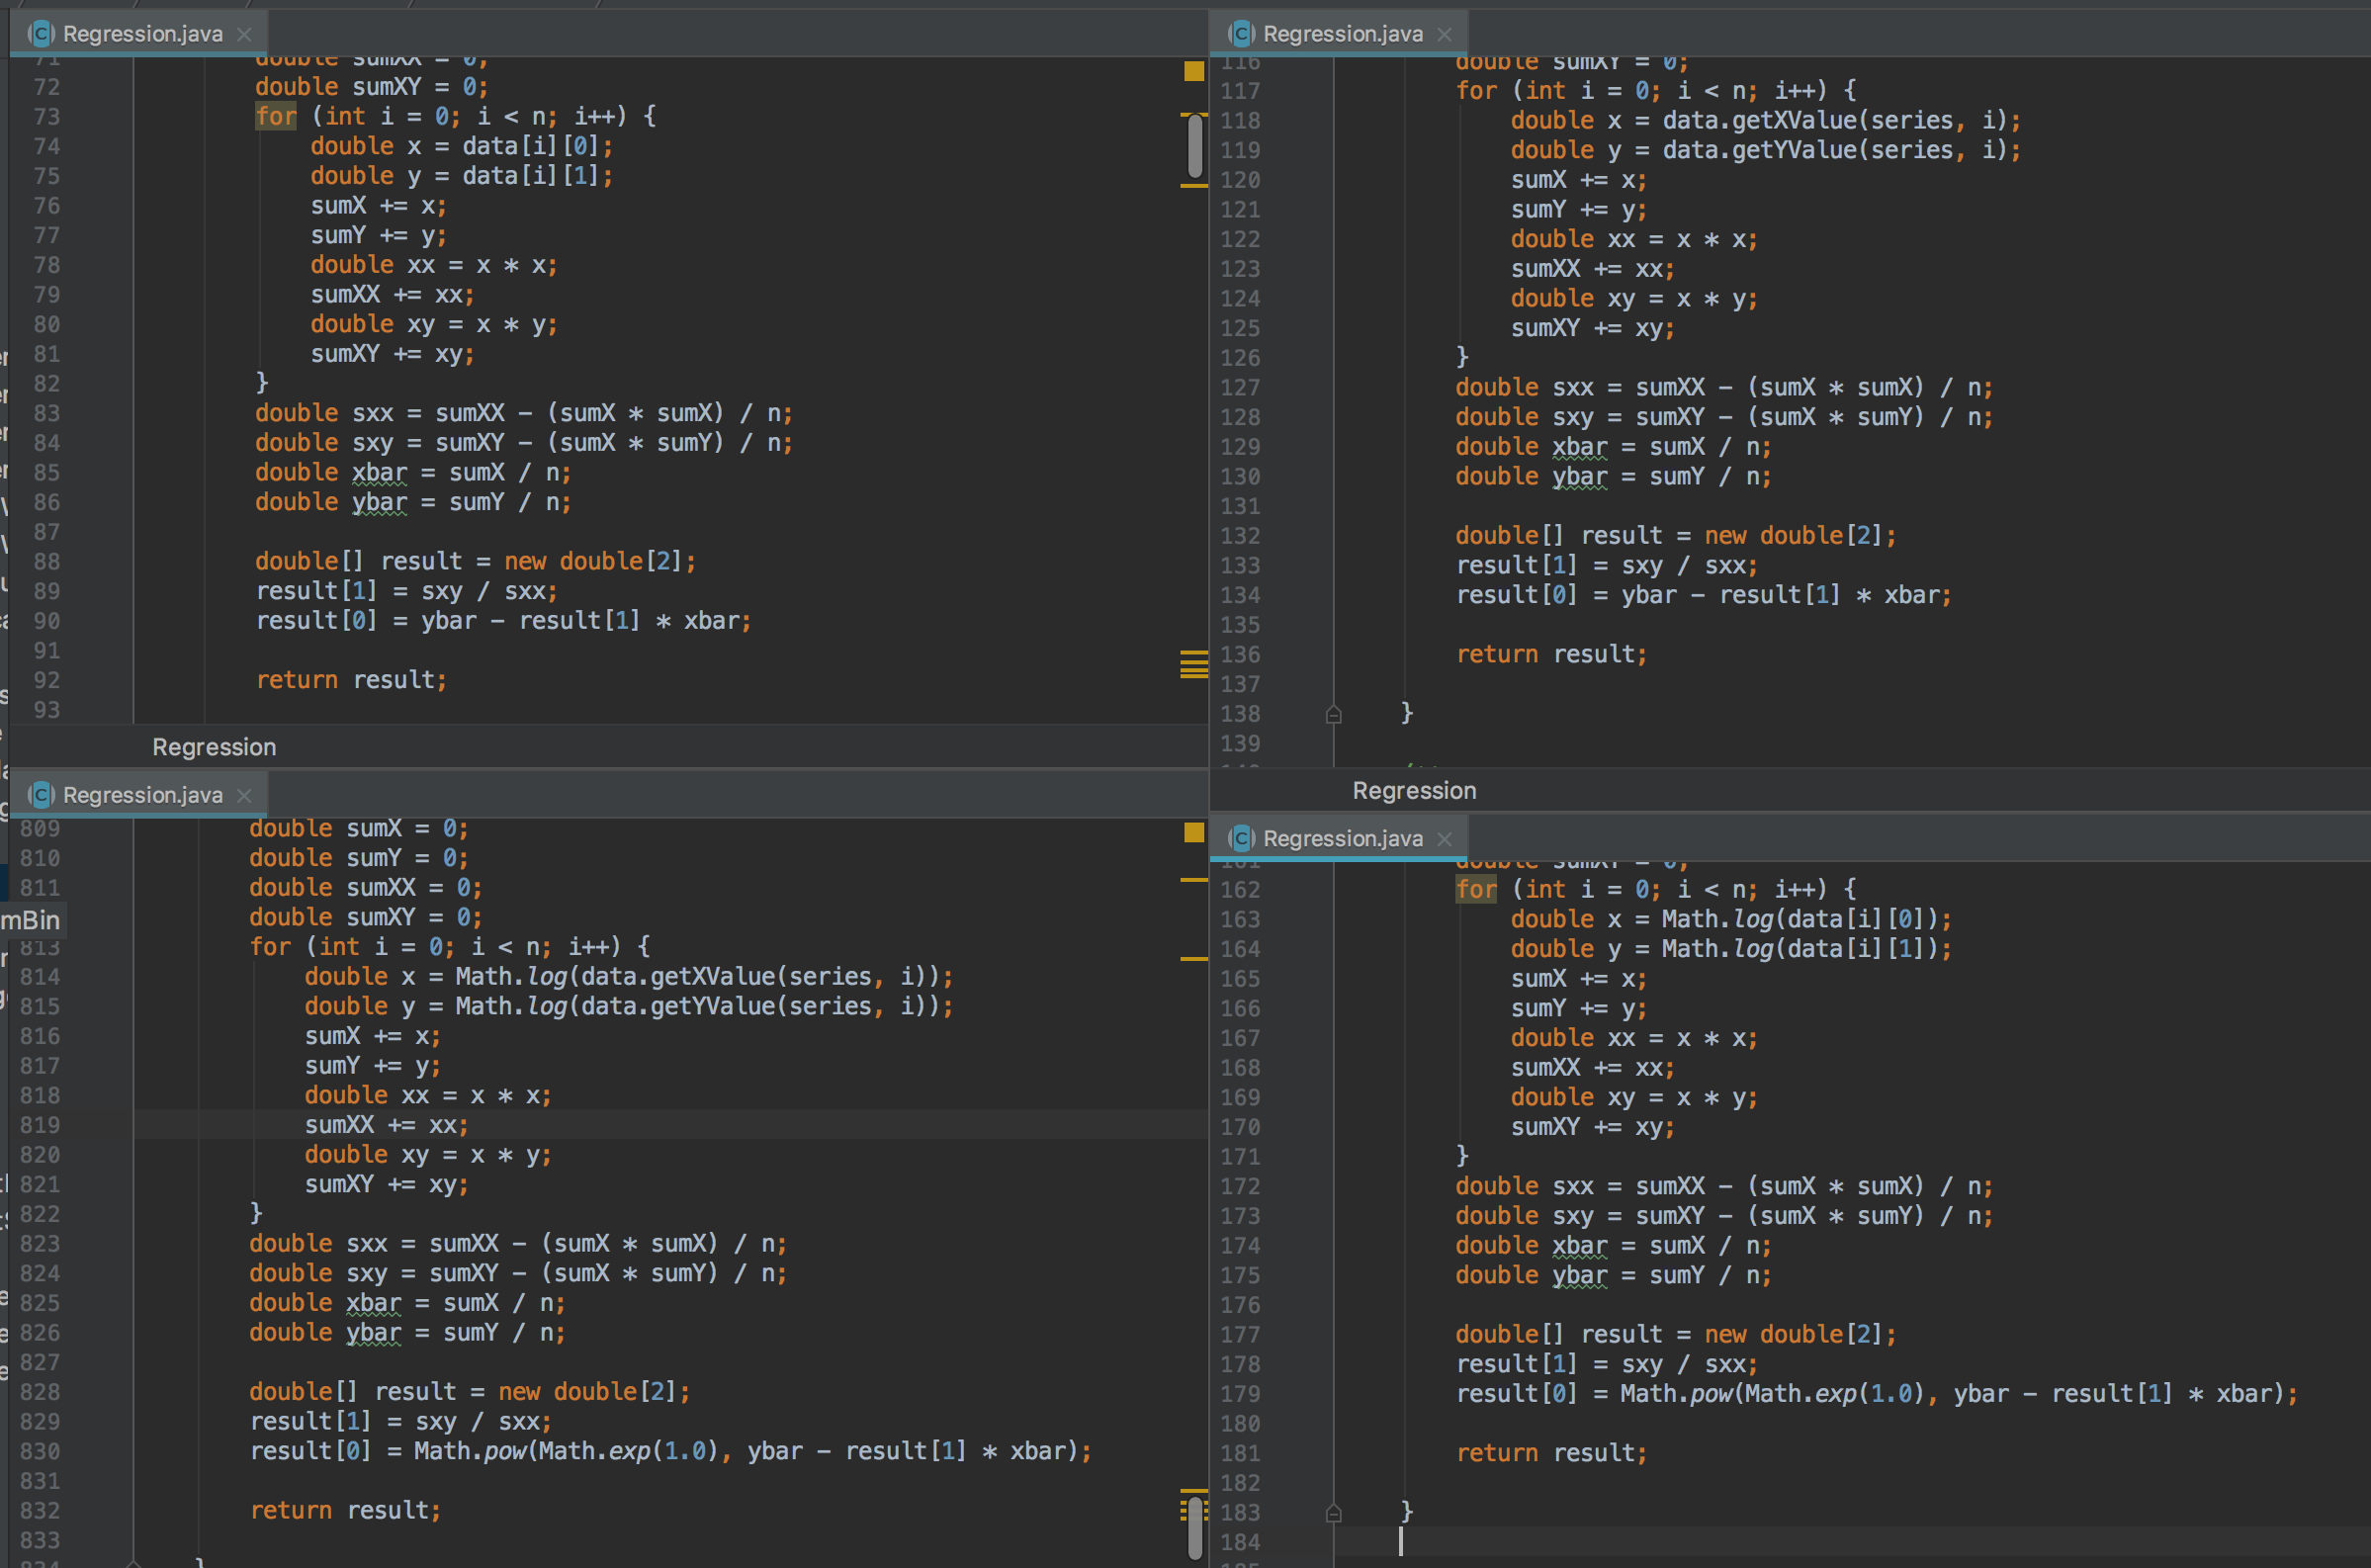 Regression.java
71 double sumXX = 0;
72 double sumXY = 0;
73 for (int i = 0; i < n; i++) {
74 double x = data[i][0];
75 double y = data[i][1];
76 sumX += x;
77 sumY += y;
78 double xx = x * x;
79 sumXX += xx;
80 double xy = x * y;
81 sumXY += xy;
82 }
83 double sxx = sumXX - (sumX * sumX) / n;
84 double sxy = sumXY - (sumX * sumY) / n;
85 double xbar = sumX / n;
86 double ybar = sumY / n;
87
88 double[] result = new double[2];
89 result[1] = sxy / sxx;
90 result[0] = ybar - result[1] * xbar;
91
92 return result;
93
Regression
Regression.java
116 double sumXY = 0;
117 for (int i = 0; i < n; i++) {
118 double x = data.getXValue(series, i);
119 double y = data.getYValue(series, i);
120 sumX += x;
121 sumY += y;
122 double xx = x * x;
123 sumXX += xx;
124 double xy = x * y;
125 sumXY += xy;
126 }
127 double sxx = sumXX - (sumX * sumX) / n;
128 double sxy = sumXY - (sumX * sumY) / n;
129 double xbar = sumX / n;
130 double ybar = sumY / n;
131
132 double[] result = new double[2];
133 result[1] = sxy / sxx;
134 result[0] = ybar - result[1] * xbar;
135
136 return result;
137
138 }
139
Regression
Regression.java
809 double sumX = 0;
810 double sumY = 0;
811 double sumXX = 0;
mBin double sumXY = 0;
813 for (int i = 0; i < n; i++) {
814 double x = Math.log(data.getXValue(series, i));
815 double y = Math.log(data.getYValue(series, i));
816 sumX += x;
817 sumY += y;
818 double xx = x * x;
819 sumXX += xx;
820 double xy = x * y;
821 sumXY += xy;
822 }
823 double sxx = sumXX - (sumX * sumX) / n;
824 double sxy = sumXY - (sumX * sumY) / n;
825 double xbar = sumX / n;
826 double ybar = sumY / n;
827
828 double[] result = new double[2];
829 result[1] = sxy / sxx;
830 result[0] = Math.pow(Math.exp(1.0), ybar - result[1] * xbar);
831
832 return result;
833
834 }
Regression.java
161 double sumXY = 0;
162 for (int i = 0; i < n; i++) {
163 double x = Math.log(data[i][0]);
164 double y = Math.log(data[i][1]);
165 sumX += x;
166 sumY += y;
167 double xx = x * x;
168 sumXX += xx;
169 double xy = x * y;
170 sumXY += xy;
171 }
172 double sxx = sumXX - (sumX * sumX) / n;
173 double sxy = sumXY - (sumX * sumY) / n;
174 double xbar = sumX / n;
175 double ybar = sumY / n;
176
177 double[] result = new double[2];
178 result[1] = sxy / sxx;
179 result[0] = Math.pow(Math.exp(1.0), ybar - result[1] * xbar);
180
181 return result;
182
183 }
184